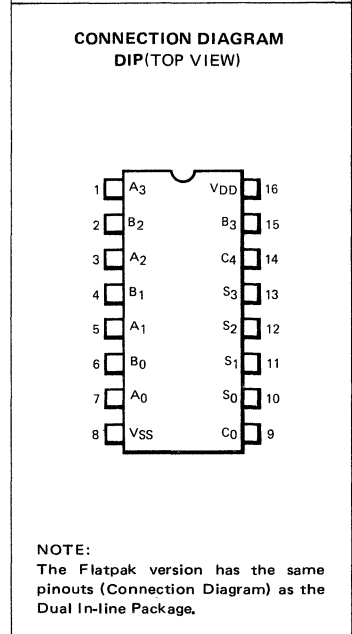 CONNECTION DIAGRAM
DIP(TOP VIEW)
1 A3 VDD 16
2 B2 B3 15
3 A2 C4 14
4 B1 S3 13
5 A1 S2 12
6 B0 S1 11
7 A0 S0 10
8 VSS C0 9
NOTE:
The Flatpak version has the same
pinouts (Connection Diagram) as the
Dual In-line Package.